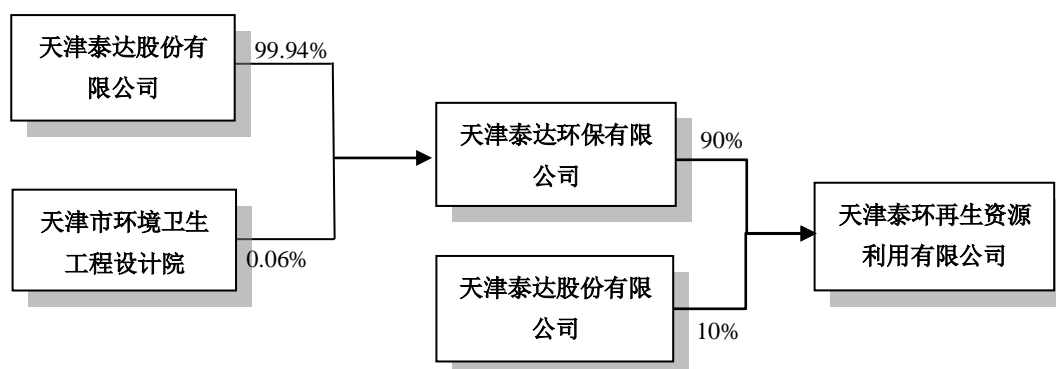 天津泰达股份有
限公司
99.94%
天津市环境卫生
工程设计院
0.06%
天津泰达环保有限
公司
90%
天津泰达股份有限
公司
10%
天津泰环再生资源
利用有限公司